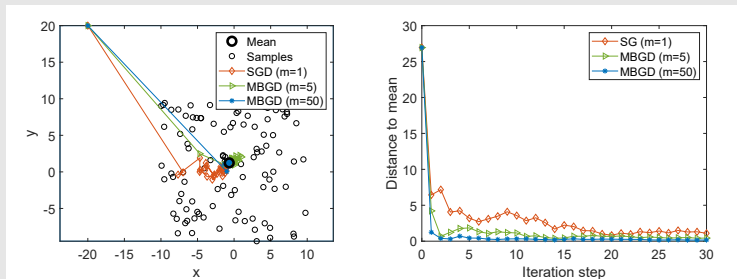 20
15
10
5
0
-5
y
-20
-15
-10
-5
0
5
10
x
Mean
Samples
SGD (m=1)
MBGD (m=5)
MBGD (m=50)
30
25
20
15
10
5
0
Distance to mean
0
5
10
15
20
25
30
Iteration step
SG (m=1)
MBGD (m=5)
MBGD (m=50)